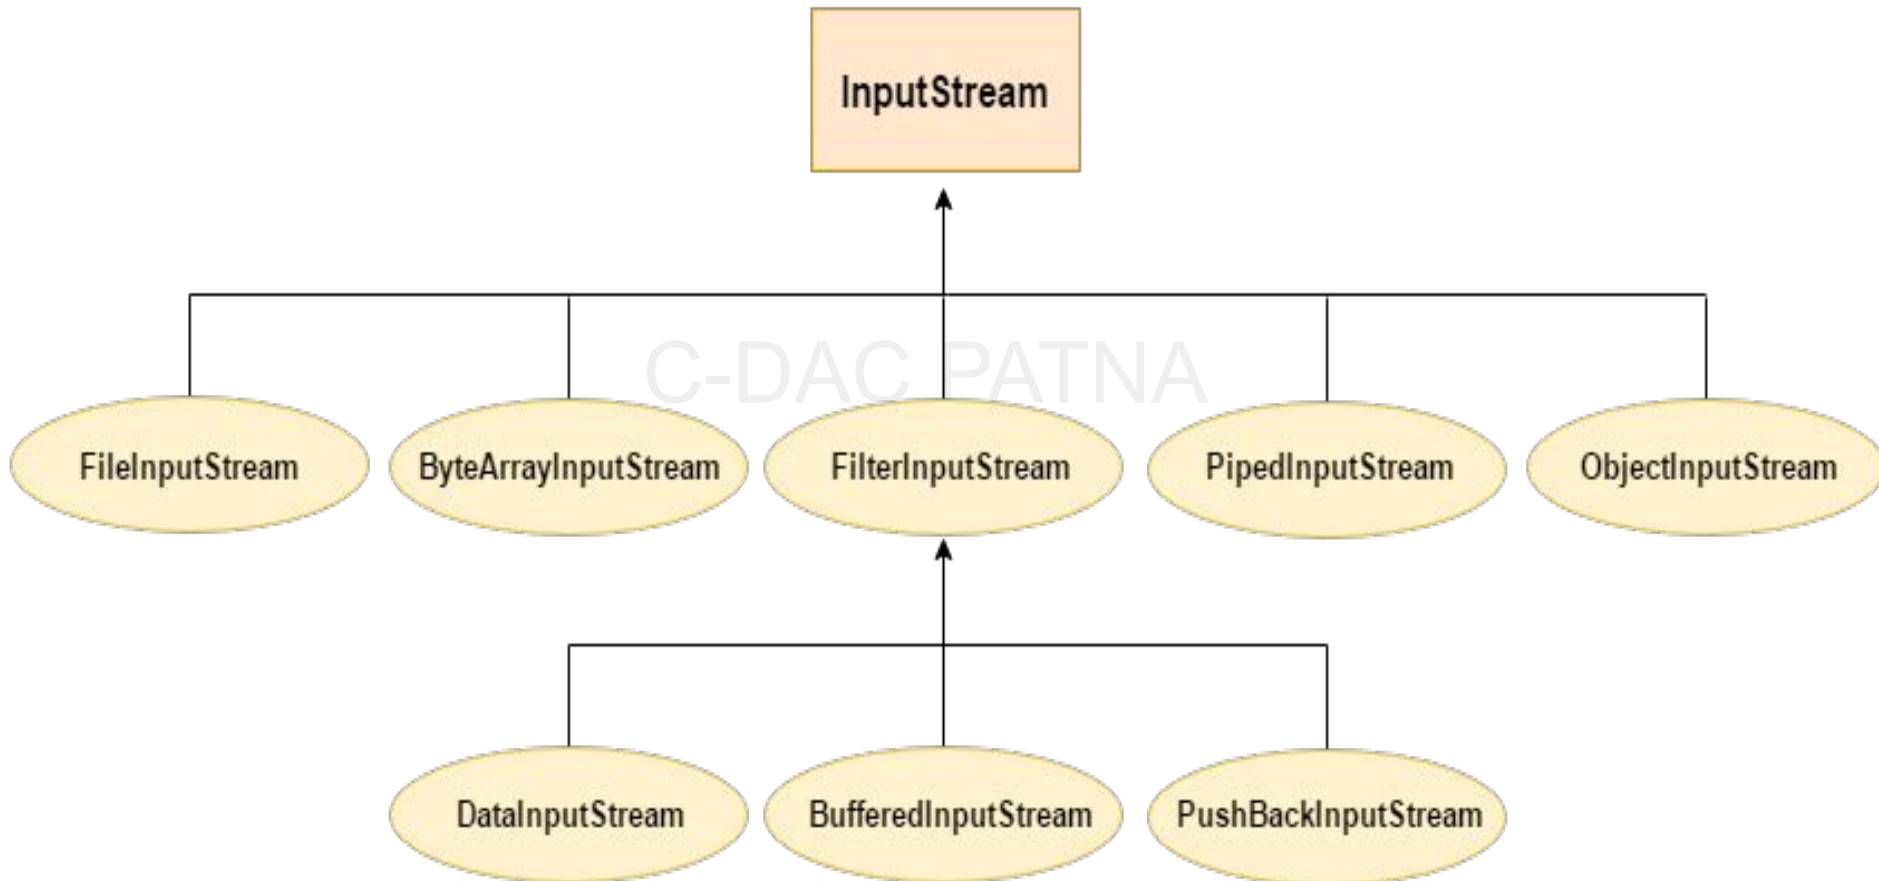 InputStream
C-DAC PATNA
FileInputStream
ByteArrayInputStream
FilterInputStream
PipedInputStream
ObjectInputStream
DataInputStream
BufferedInputStream
PushBackInputStream